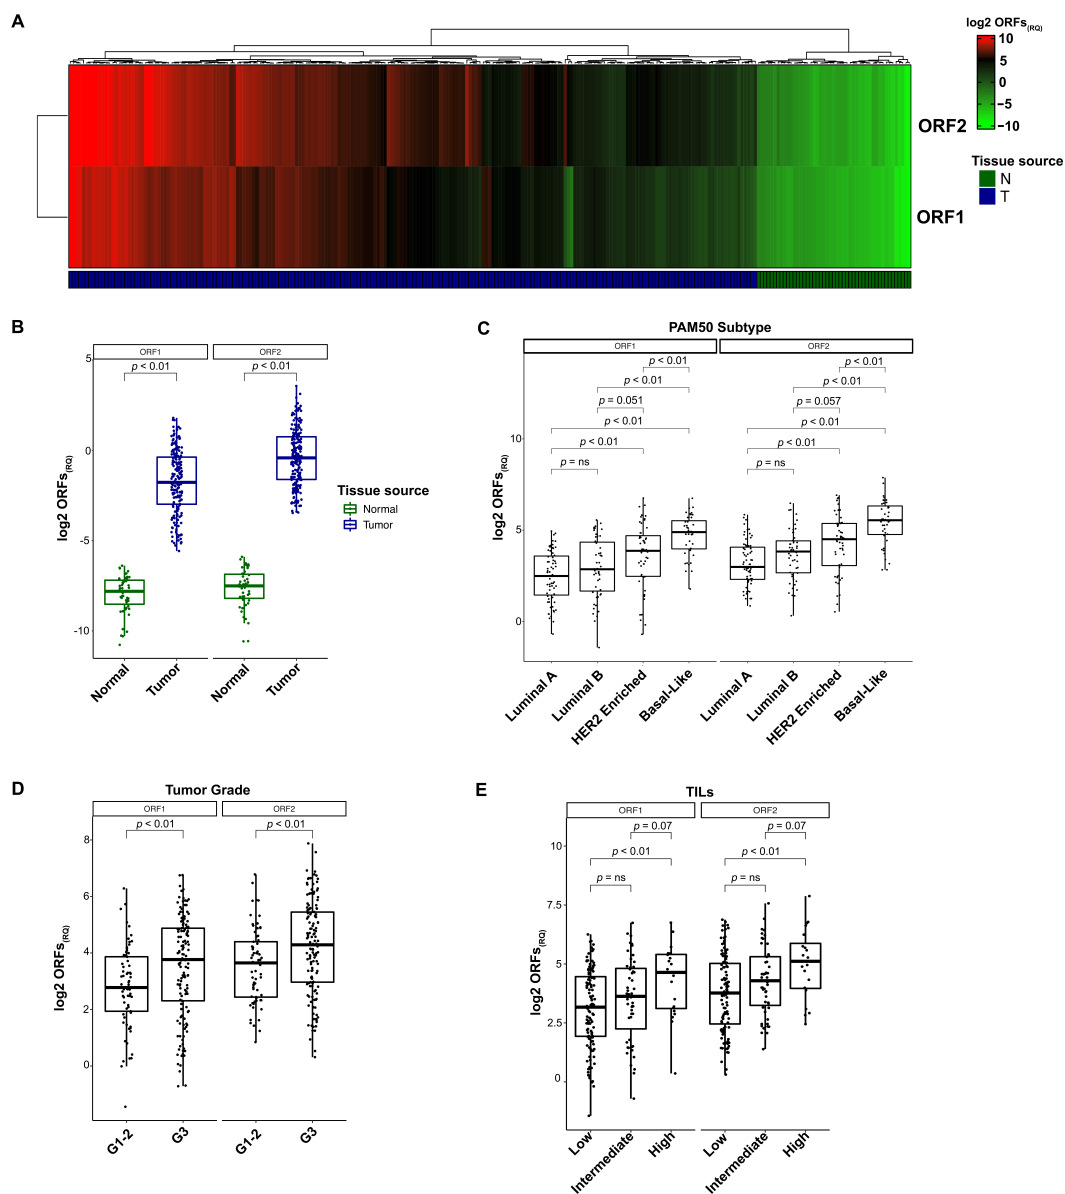 A
log2 ORFs(RQ)
10
5
0
−5
−10
ORF2
ORF1
Tissue source
N
T
B
ORF1
ORF2
p < 0.01
p < 0.01
5
0
-5
-10
log2 ORFs(RQ)
Normal
Tumor
Normal
Tumor
Tissue source
Normal
Tumor
C
PAM50 Subtype
ORF1
ORF2
p < 0.01
p < 0.01
p < 0.01
p < 0.01
p = 0.051
p = 0.057
p < 0.01
p < 0.01
p < 0.01
p < 0.01
p = ns
p = ns
10
5
0
log2 ORFs(RQ)
Luminal A
Luminal B
HER2 Enriched
Basal-Like
Luminal A
Luminal B
HER2 Enriched
Basal-Like
D
Tumor Grade
ORF1
ORF2
p < 0.01
p < 0.01
8
6
4
2
0
log2 ORFs(RQ)
G1-2
G3
G1-2
G3
E
TILs
ORF1
ORF2
p = 0.07
p = 0.07
p < 0.01
p < 0.01
p = ns
p = ns
10
7.5
5
2.5
0
log2 ORFs(RQ)
Low
Intermediate
High
Low
Intermediate
High